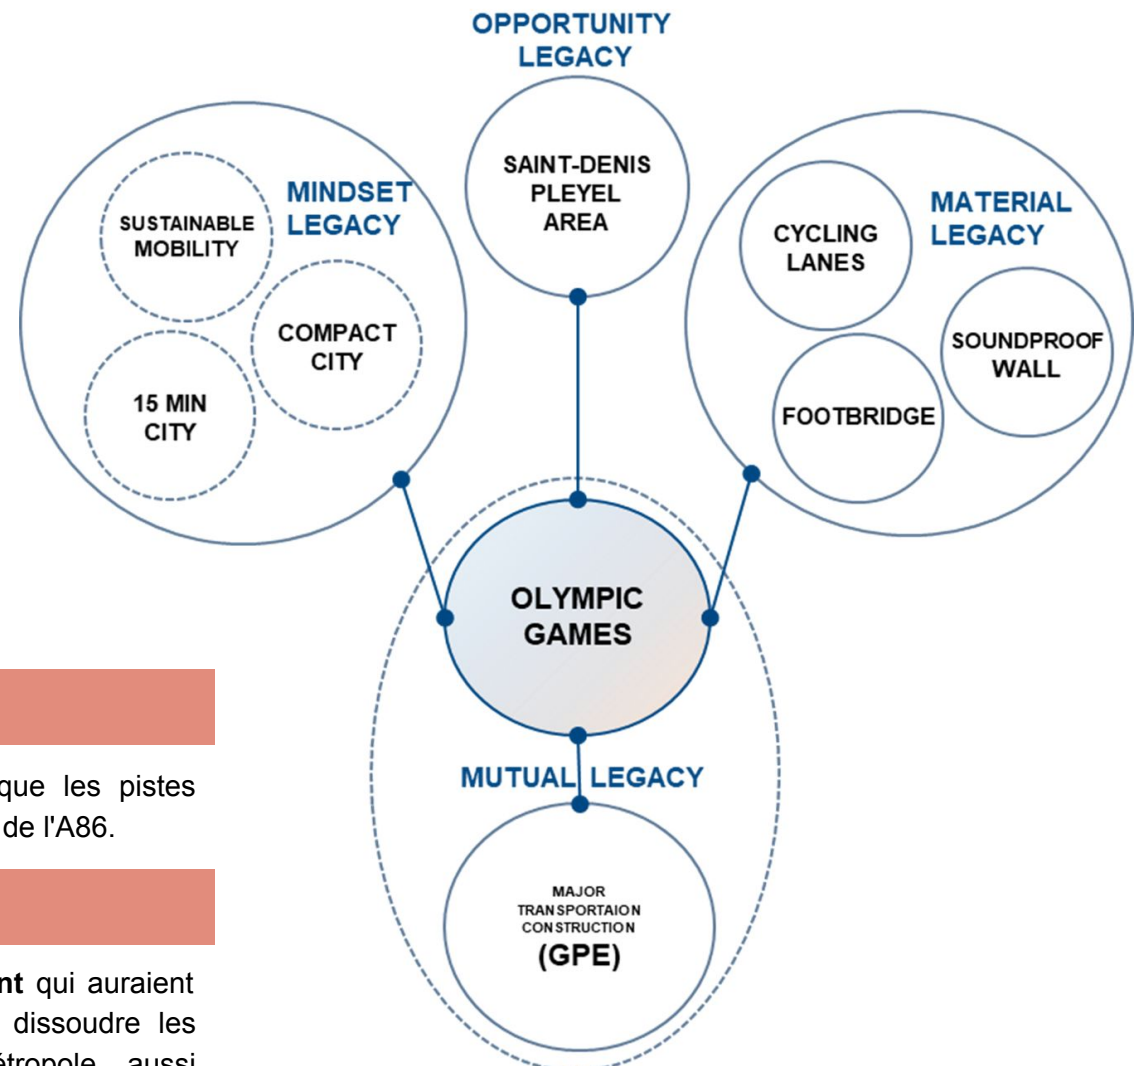 OPPORTUNITY
LEGACY
SAINT-DENIS
PLEYEL
AREA
MINDSET
LEGACY
SUSTAINABLE
MOBILITY
COMPACT
CITY
15 MIN
CITY
MATERIAL
LEGACY
CYCLING
LANES
SOUNDPROOF
WALL
FOOTBRIDGE
OLYMPIC
GAMES
MUTUAL LEGACY
MAJOR
TRANSPORTAION
CONSTRUCTION
(GPE)
que les pistes
de l'A86.
nt qui auraient
dissoudre les
étropole aussi